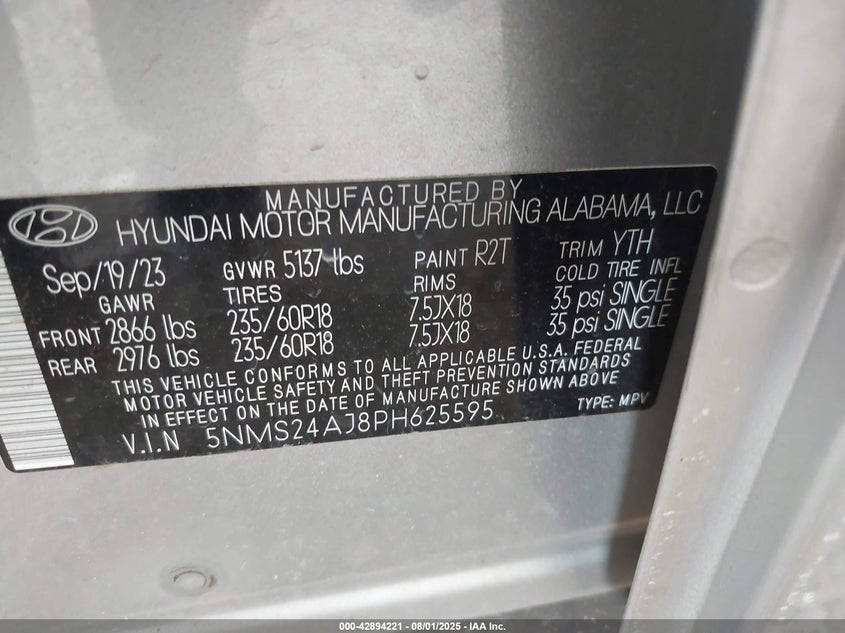 MANUFACTURED BY
HYUNDAI MOTOR MANUFACTURING ALABAMA, LLC
Sep/19/23 GVWR 5137 lbs PAINT R2T TRIM YTH
GAWR TIRES RIMS COLD TIRE INFL
FRONT 2866 lbs 235/60R18 7.5JX18 35 psi SINGLE
REAR 2976 lbs 235/60R18 7.5JX18 35 psi SINGLE
THIS VEHICLE CONFORMS TO ALL APPLICABLE U.S.A. FEDERAL
MOTOR VEHICLE SAFETY AND THEFT PREVENTION STANDARDS
IN EFFECT ON THE DATE OF MANUFACTURE SHOWN ABOVE
V.I.N 5NMS24AJ8PH625595 TYPE: MPV
000-42894221 - 08/01/2025 - IAA Inc.